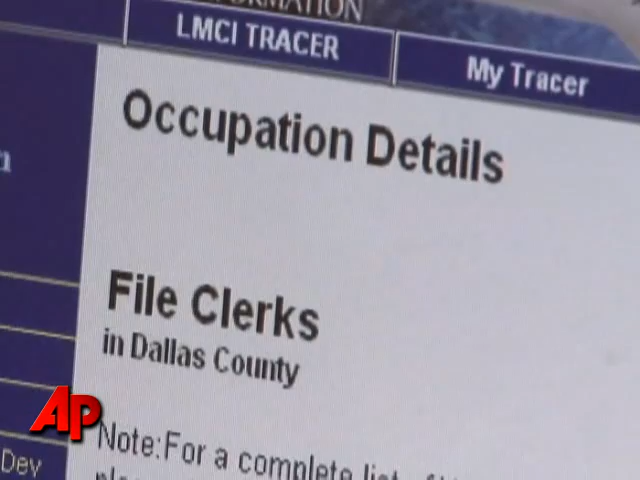 LMCI TRACER
My Tracer
Occupation Details
File Clerks
in Dallas County
Note:For a complete
AP
Dev